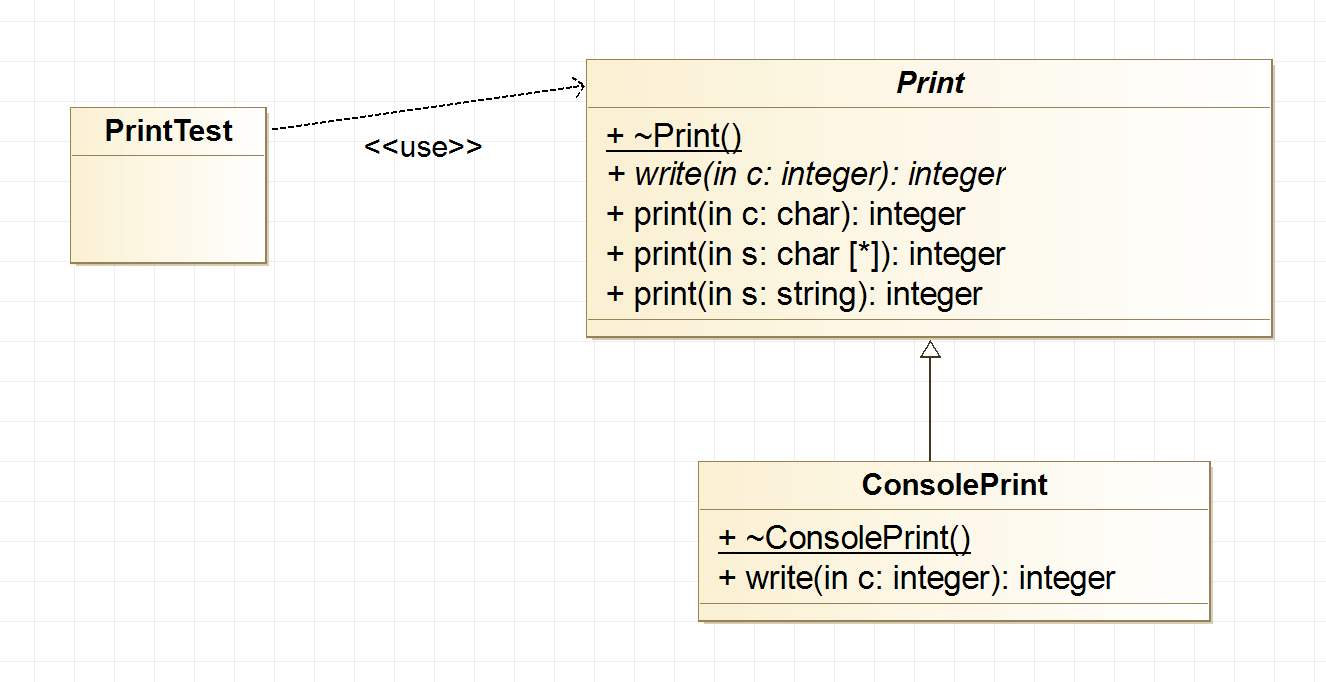 PrintTest
<<use>>
Print
+ ~Print()
+ write(in c: integer): integer
+ print(in c: char): integer
+ print(in s: char [*]): integer
+ print(in s: string): integer
ConsolePrint
+ ~ConsolePrint()
+ write(in c: integer): integer